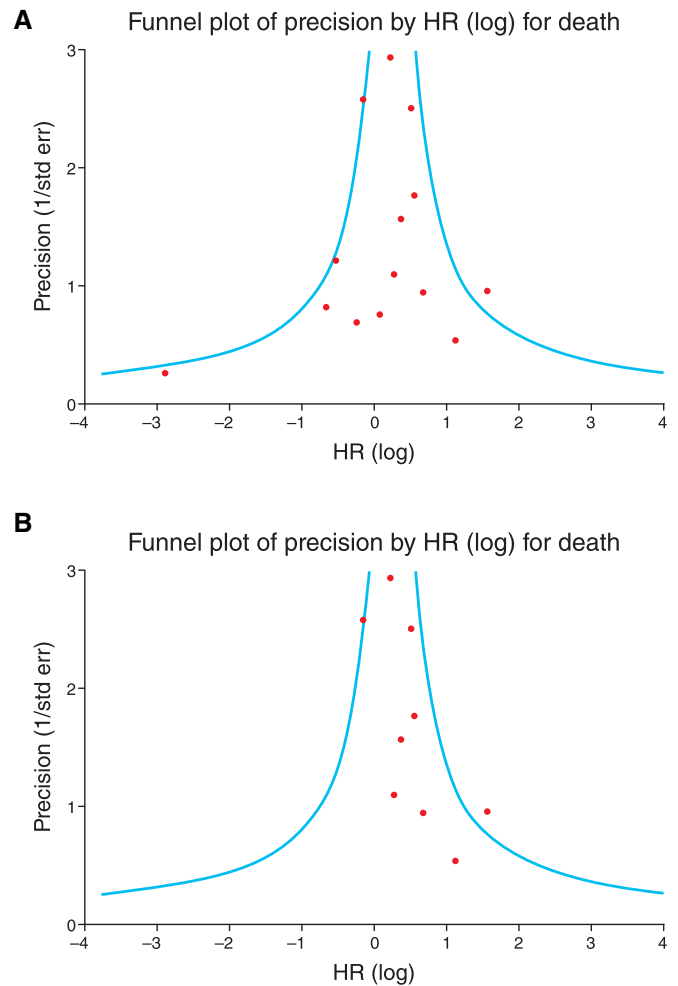 A
Funnel plot of precision by HR (log) for death
Precision (1/std err)
3
2
1
0
–4 –3 –2 –1 0 1 2 3 4
HR (log)
B
Funnel plot of precision by HR (log) for death
Precision (1/std err)
3
2
1
0
–4 –3 –2 –1 0 1 2 3 4
HR (log)